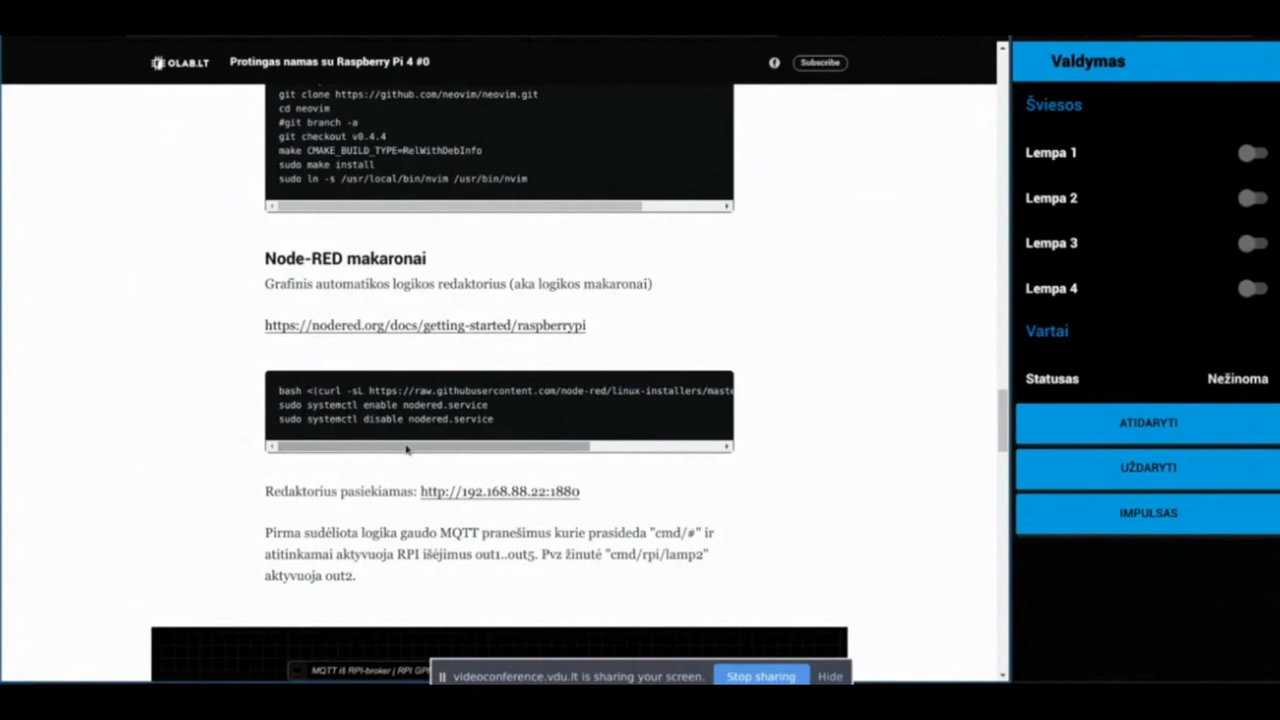 OLAB.LT
Protingas namas su Raspberry Pi 4 #0
Subscribe
git clone https://github.com/neovim/neovim.git
cd neovim
#git branch -a
git checkout v0.4.4
make CMAKE_BUILD_TYPE=RelWithDebInfo
sudo make install
sudo ln -s /usr/local/bin/nvim /usr/bin/nvim
Node-RED makaronai
Grafinis automatikos logikos redaktorius (aka logikos makaronai)
https://nodered.org/docs/getting-started/raspberrypi
bash <(curl -sL https://raw.githubusercontent.com/node-red/linux-installers/maste
sudo systemctl enable nodered.service
sudo systemctl disable nodered.service
Redaktorius pasiekiamas: http://192.168.88.22:1880
Pirma sudėliota logika gaudo MQTT pranešimus kurie prasideda "cmd/#" ir
atitinkamai aktyvuoja RPI išėjimus out1..out5. Pvz žinutė "cmd/rpi/lamp2"
aktyvuoja out2.
MQTT iš RPI-broker į RPI GPI
videoconference.vdu.lt is sharing your screen.
Stop sharing
Hide
Valdymas
Šviesos
Lempa 1
Lempa 2
Lempa 3
Lempa 4
Vartai
Statusas Nežinoma
ATIDARYTI
UŽDARYTI
IMPULSAS